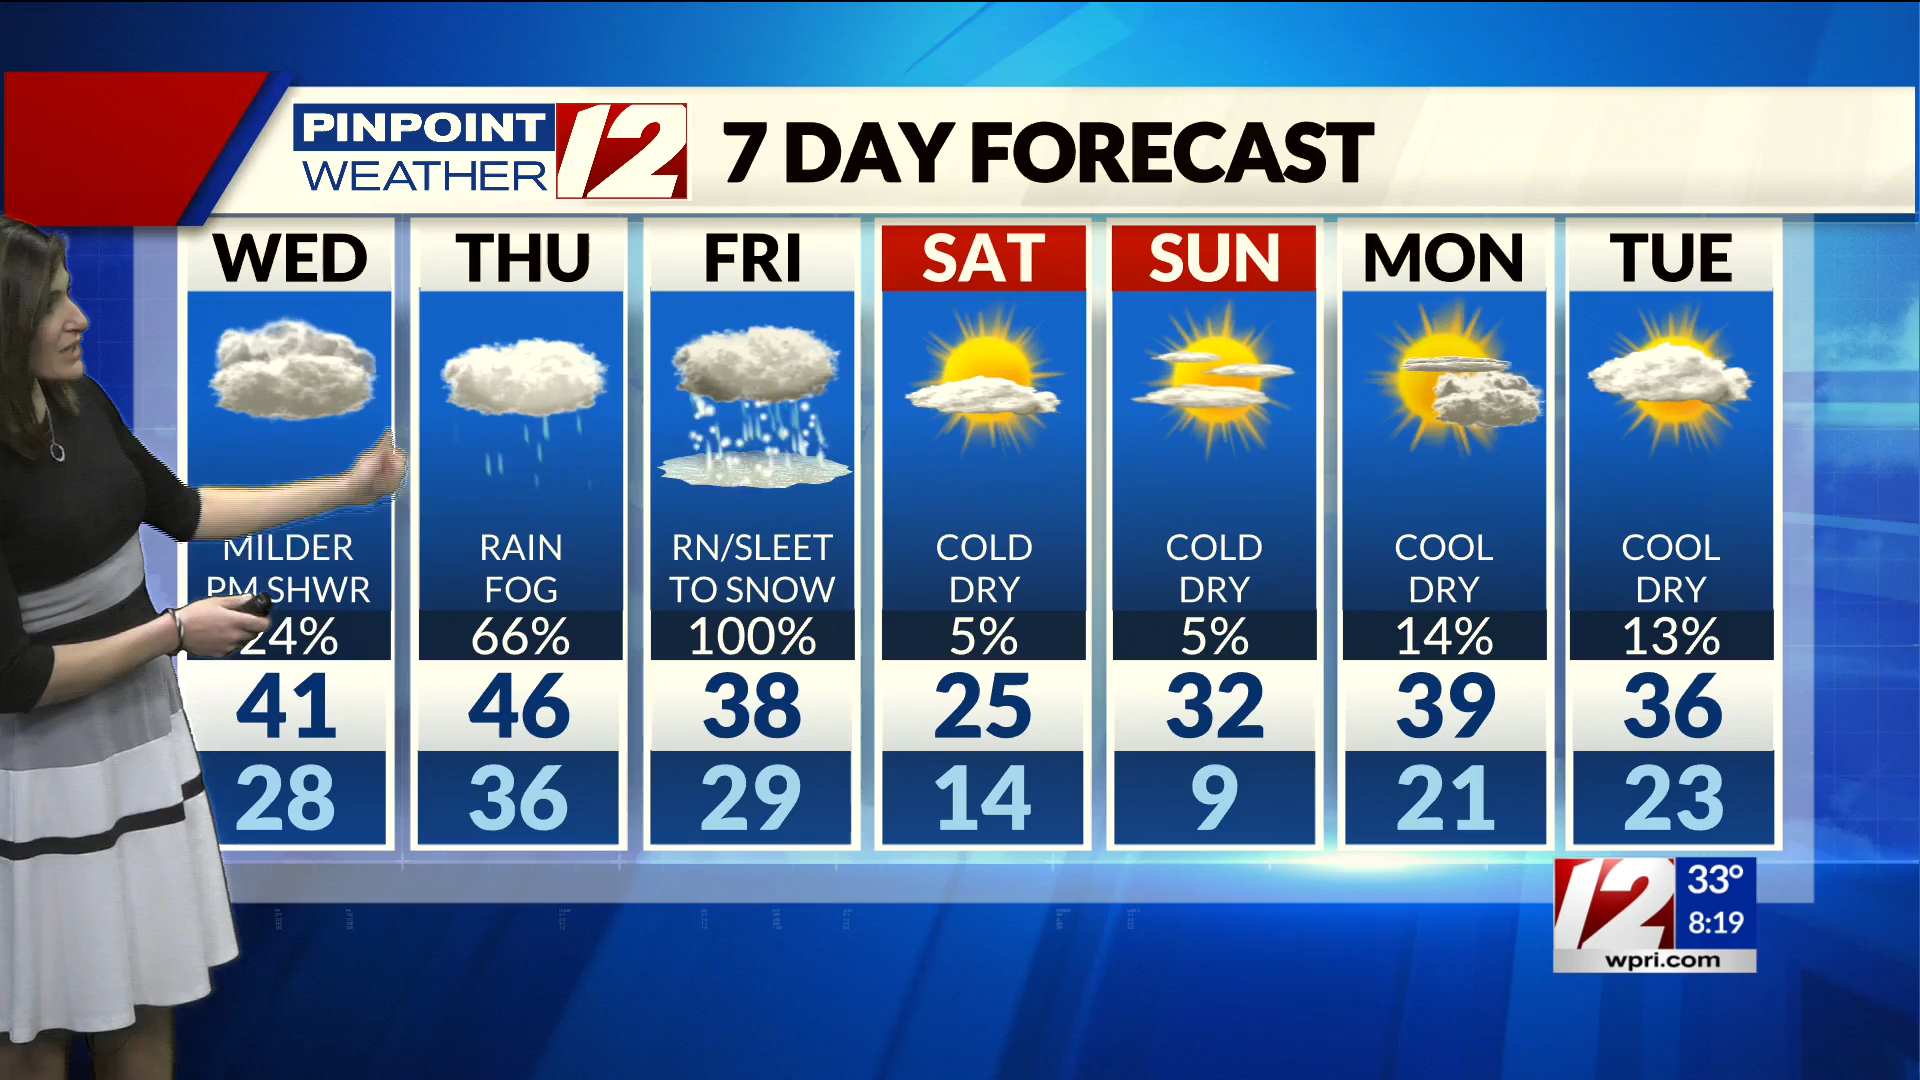 PINPOINT
WEATHER 12
7 DAY FORECAST
WED THU FRI SAT SUN MON TUE
MILDER RAIN RN/SLEET COLD COLD COOL COOL
PM SHWR FOG TO SNOW DRY DRY DRY DRY
24% 66% 100% 5% 5% 14% 13%
41 46 38 25 32 39 36
28 36 29 14 9 21 23
12 33°
8:19
wpri.com